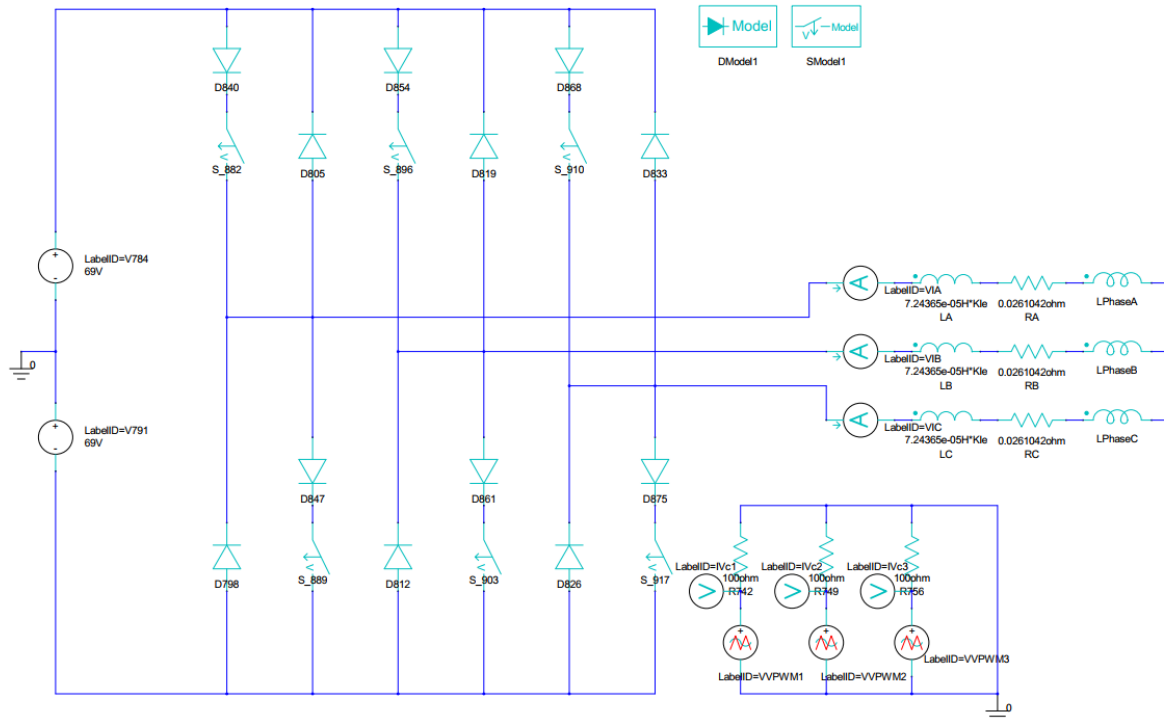 Model
Model
V
DModel1
SModel1
D840
D854
D868
V
S_882
D805
V
S_896
D819
V
S_910
D833
+
LabelID=V784
69V
-
0
+
LabelID=V791
69V
-
A
LabelID=VIA
7.24365e-05H*Kle
LA
0.0261042ohm
RA
LPhaseA
A
LabelID=VIB
7.24365e-05H*Kle
LB
0.0261042ohm
RB
LPhaseB
A
LabelID=VIC
7.24365e-05H*Kle
LC
0.0261042ohm
RC
LPhaseC
D847
D861
D875
D798
V
S_889
D812
V
S_903
D826
V
S_917
LabelID=IVc1
100ohm
R742
V
LabelID=IVc2
100ohm
R749
V
LabelID=IVc3
100ohm
R756
V
+
LabelID=VVPWM1
+
LabelID=VVPWM2
+
LabelID=VVPWM3
0